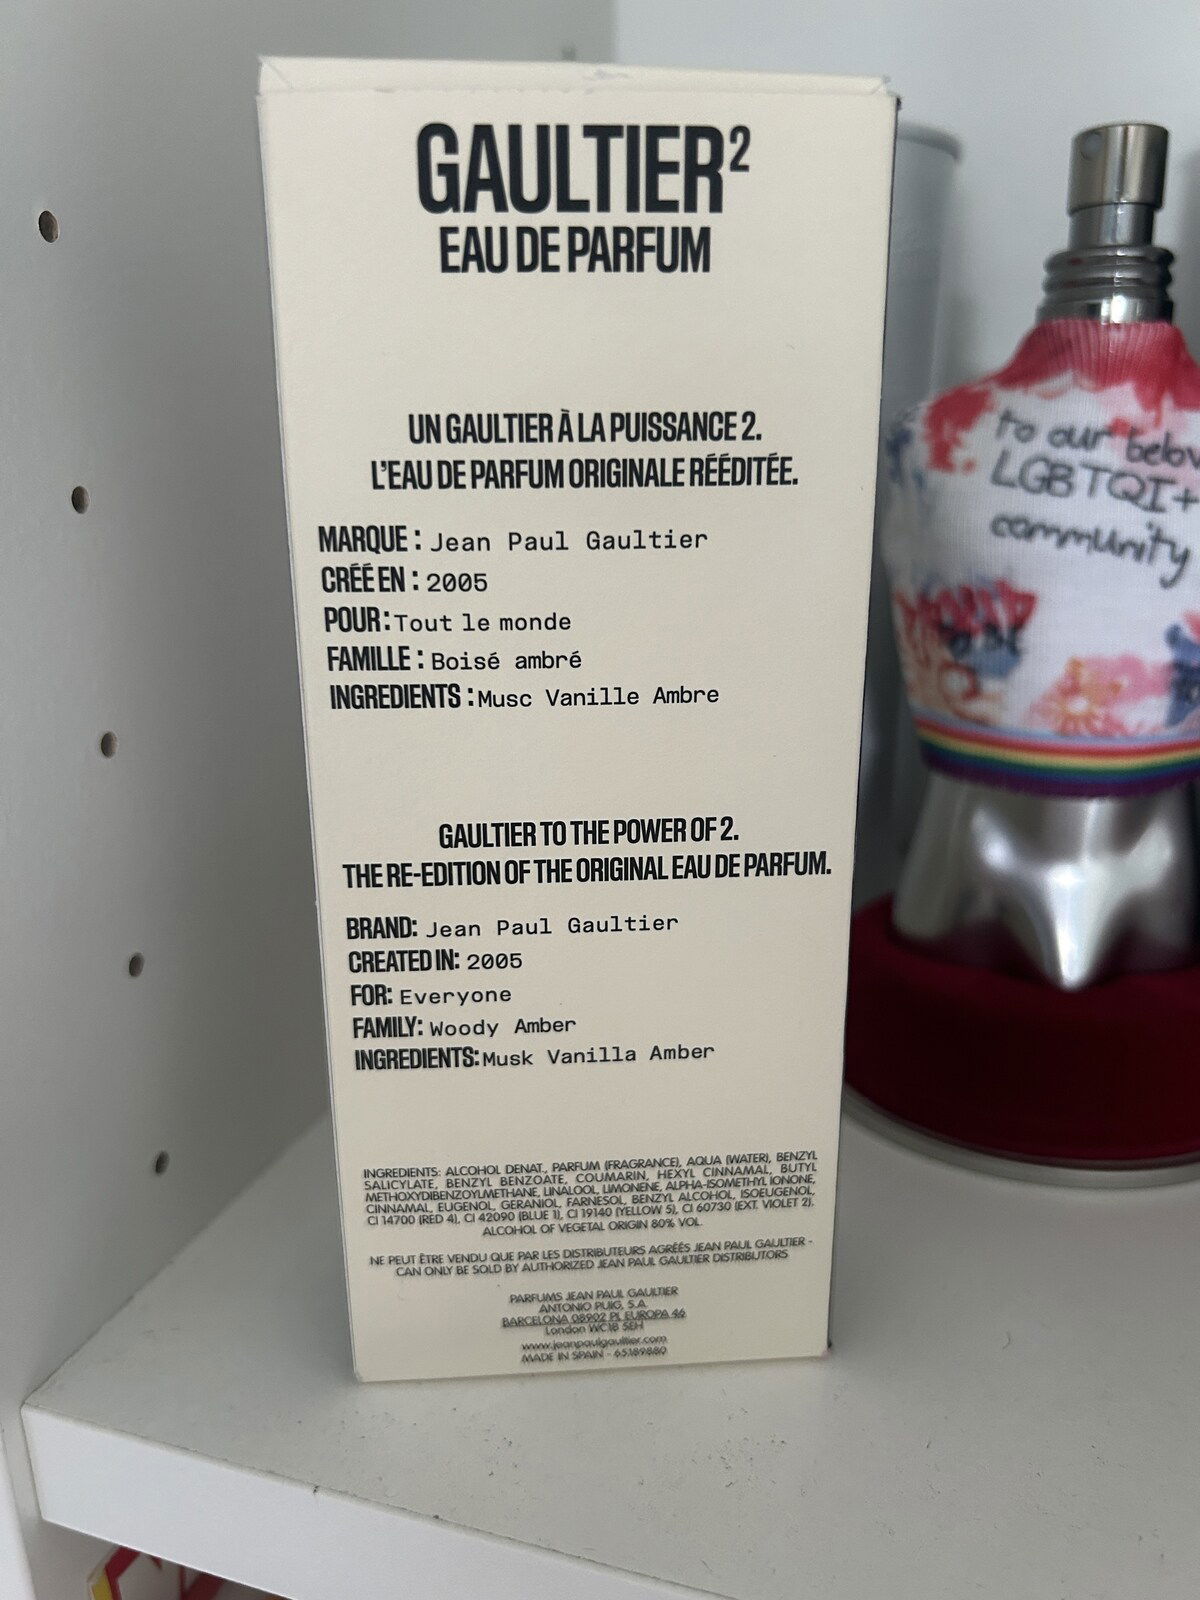 GAULTIER²
EAU DE PARFUM
UN GAULTIER À LA PUISSANCE 2.
L'EAU DE PARFUM ORIGINALE RÉÉDITÉE.
MARQUE : Jean Paul Gaultier
CRÉÉ EN : 2005
POUR : Tout le monde
FAMILLE : Boisé ambré
INGREDIENTS : Musc Vanille Ambre
GAULTIER TO THE POWER OF 2.
THE RE-EDITION OF THE ORIGINAL EAU DE PARFUM.
BRAND: Jean Paul Gaultier
CREATED IN: 2005
FOR: Everyone
FAMILY: Woody Amber
INGREDIENTS: Musk Vanilla Amber
INGREDIENTS: ALCOHOL DENAT., PARFUM (FRAGRANCE), AQUA (WATER), BENZYL
SALICYLATE, BENZYL BENZOATE, COUMARIN, HEXYL CINNAMAL, BUTYL
METHOXYDIBENZOYLMETHANE, LINALOOL, LIMONENE, ALPHA-ISOMETHYL IONONE,
CINNAMAL, EUGENOL, GERANIOL, FARNESOL, BENZYL ALCOHOL, ISOEUGENOL,
CI 14700 (RED 4), CI 42090 (BLUE 1), CI 19140 (YELLOW 5), CI 60730 (EXT. VIOLET 2).
ALCOHOL OF VEGETAL ORIGIN 80% VOL.
NE PEUT ÊTRE VENDU QUE PAR LES DISTRIBUTEURS AGRÉÉS JEAN PAUL GAULTIER -
CAN ONLY BE SOLD BY AUTHORIZED JEAN PAUL GAULTIER DISTRIBUTORS
PARFUMS JEAN PAUL GAULTIER
ANTONIO PUIG, S.A.
BARCELONA 08902 PL EUROPA 46
London WC1B 5EH
www.jeanpaulgaultier.com
MADE IN SPAIN - 65189880
to our
LGBTQI+
community